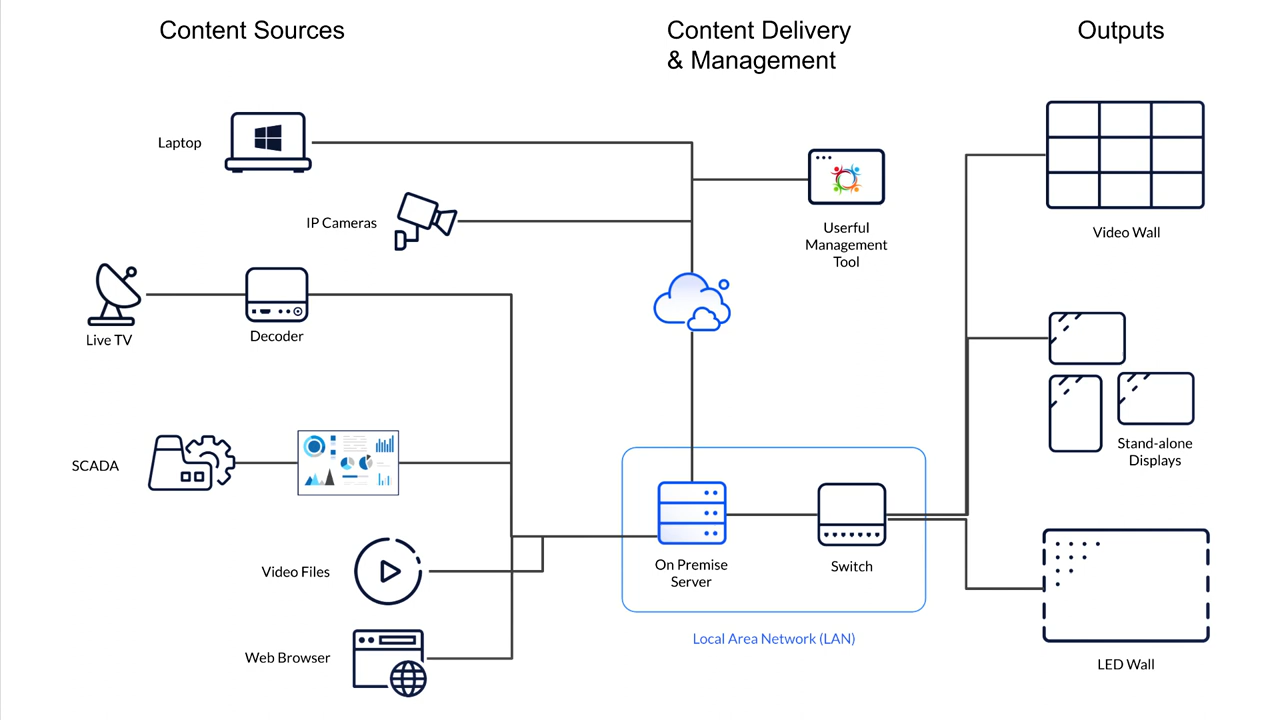 Content Sources
Content Delivery
& Management
Outputs
Laptop
IP Cameras
Userful
Management
Tool
Video Wall
Live TV
Decoder
SCADA
Stand-alone
Displays
Video Files
On Premise
Server
Switch
Local Area Network (LAN)
Web Browser
LED Wall